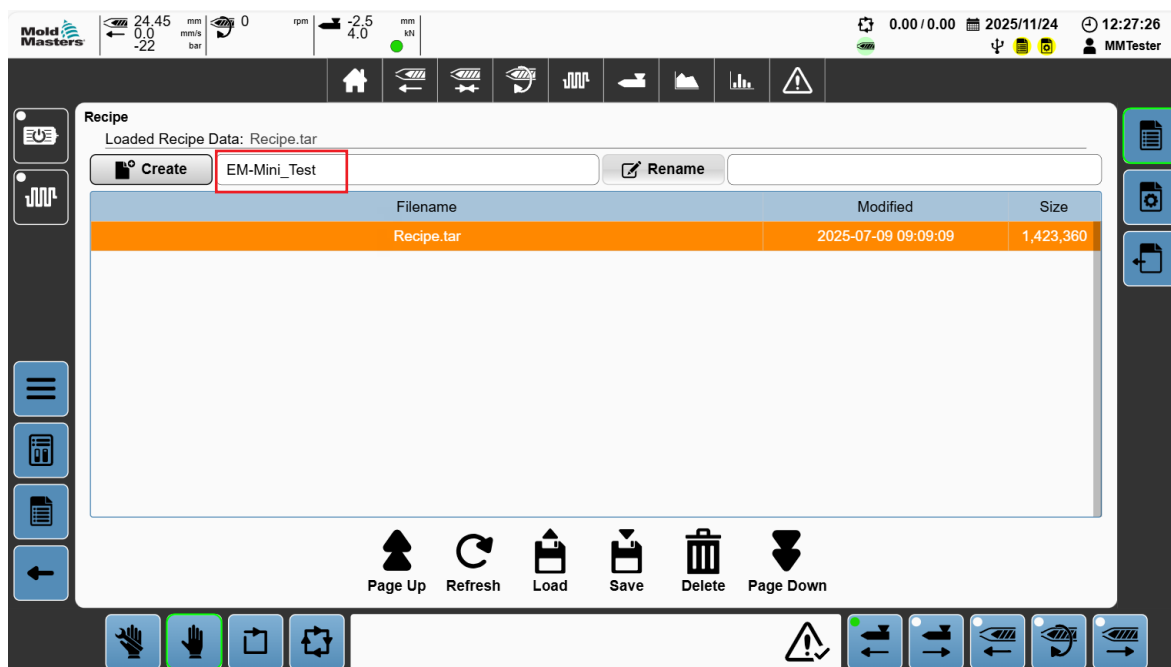 Mold
Masters
24.45 mm
0.0 mm/s
-22 bar
0 rpm
-2.5 mm
4.0 kN
0.00 / 0.00
2025/11/24
12:27:26
MMTester
Recipe
Loaded Recipe Data: Recipe.tar
Create
EM-Mini_Test
Rename
Filename Modified Size
Recipe.tar 2025-07-09 09:09:09 1,423,360
Page Up Refresh Load Save Delete Page Down